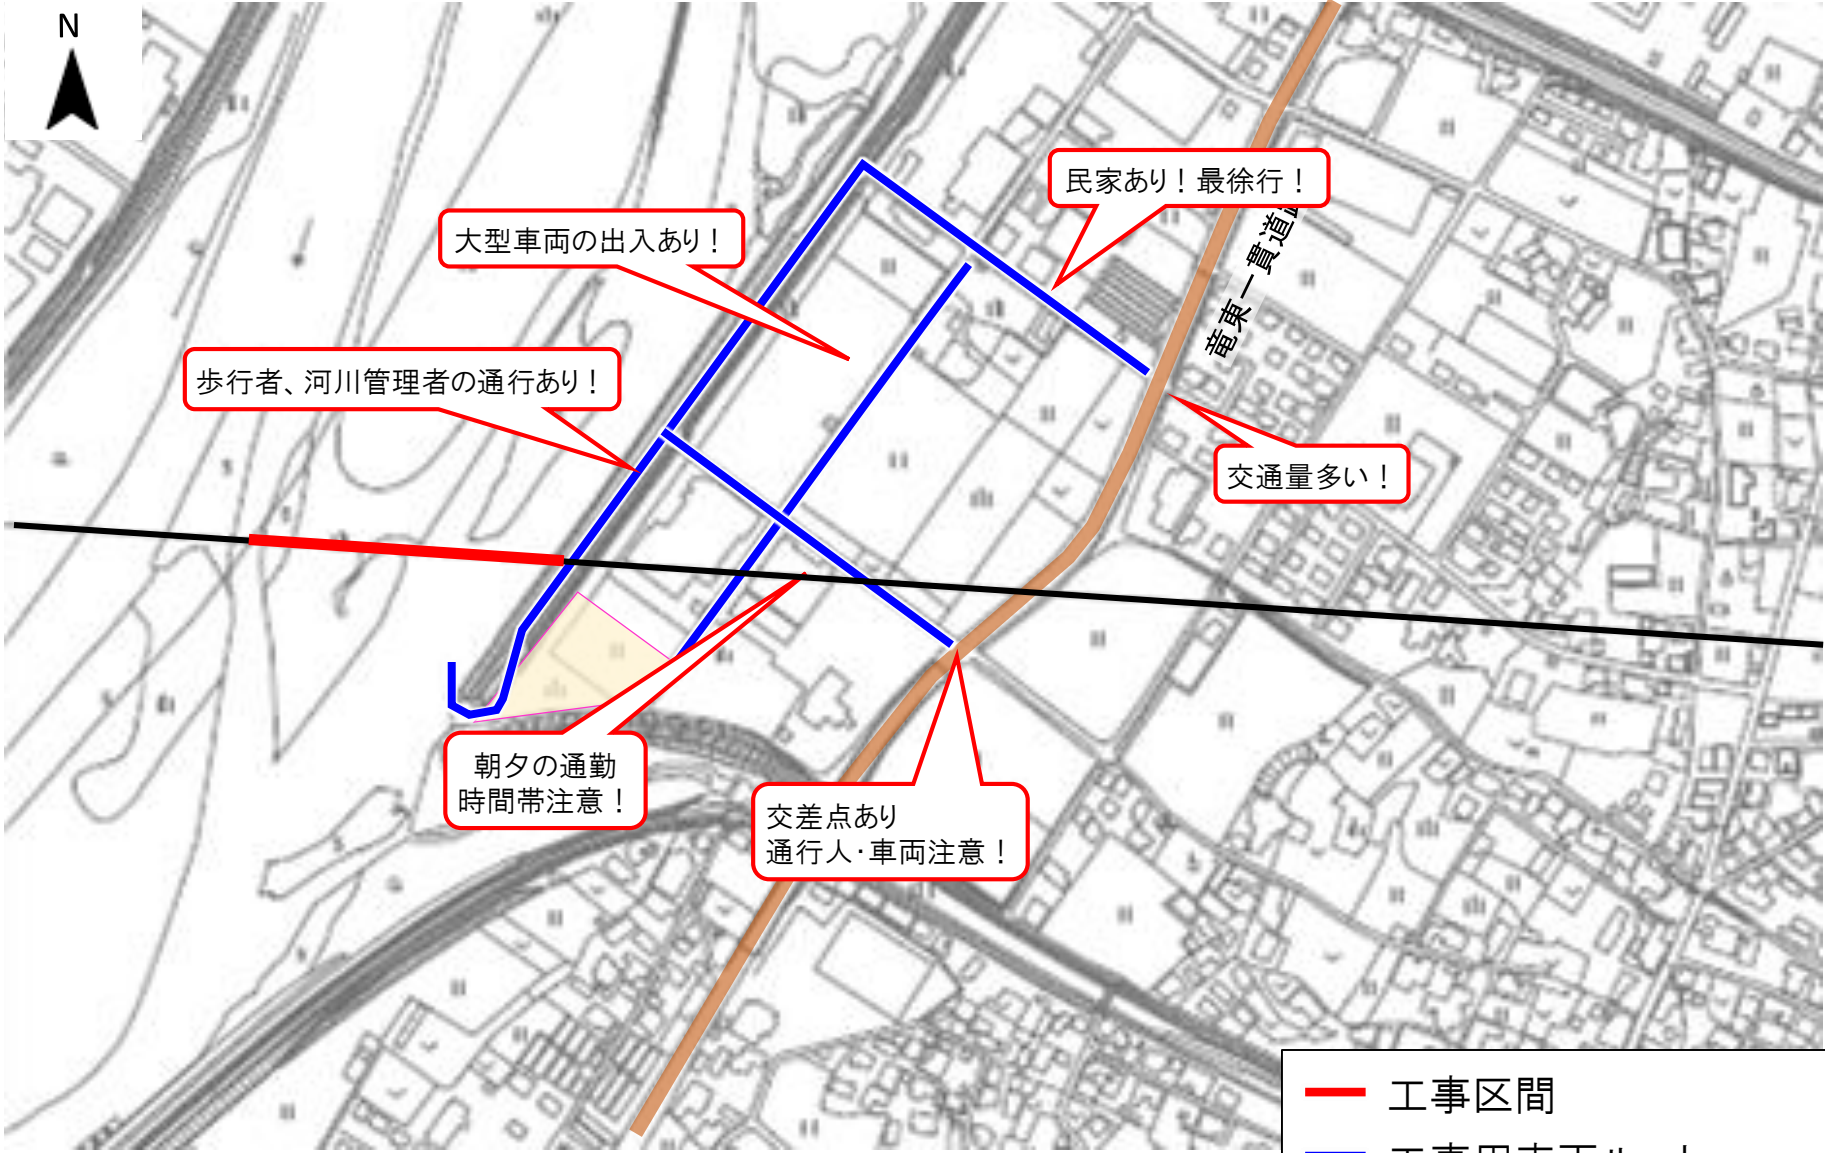 N
民家あり！最徐行！
大型車両の出入あり！
竜東一貫道
歩行者、河川管理者の通行あり！
交通量多い！
朝夕の通勤
時間帯注意！
交差点あり
通行人・車両注意！
工事区間